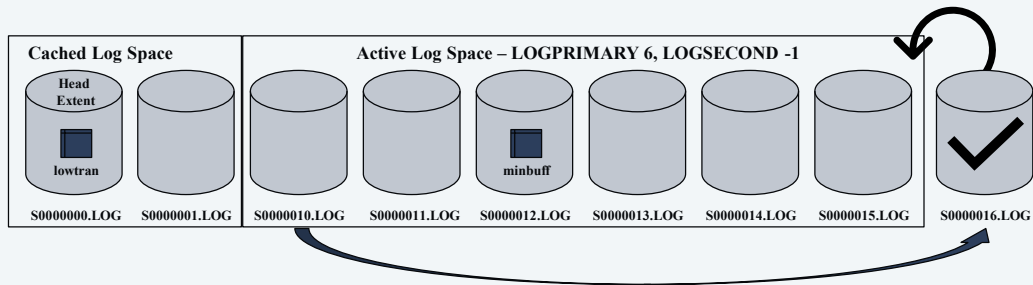 Cached Log Space
Active Log Space – LOGPRIMARY 6, LOGSECOND -1
Head
Extent
lowtran
minbuff
S0000000.LOG
S0000001.LOG
S0000010.LOG
S0000011.LOG
S0000012.LOG
S0000013.LOG
S0000014.LOG
S0000015.LOG
S0000016.LOG